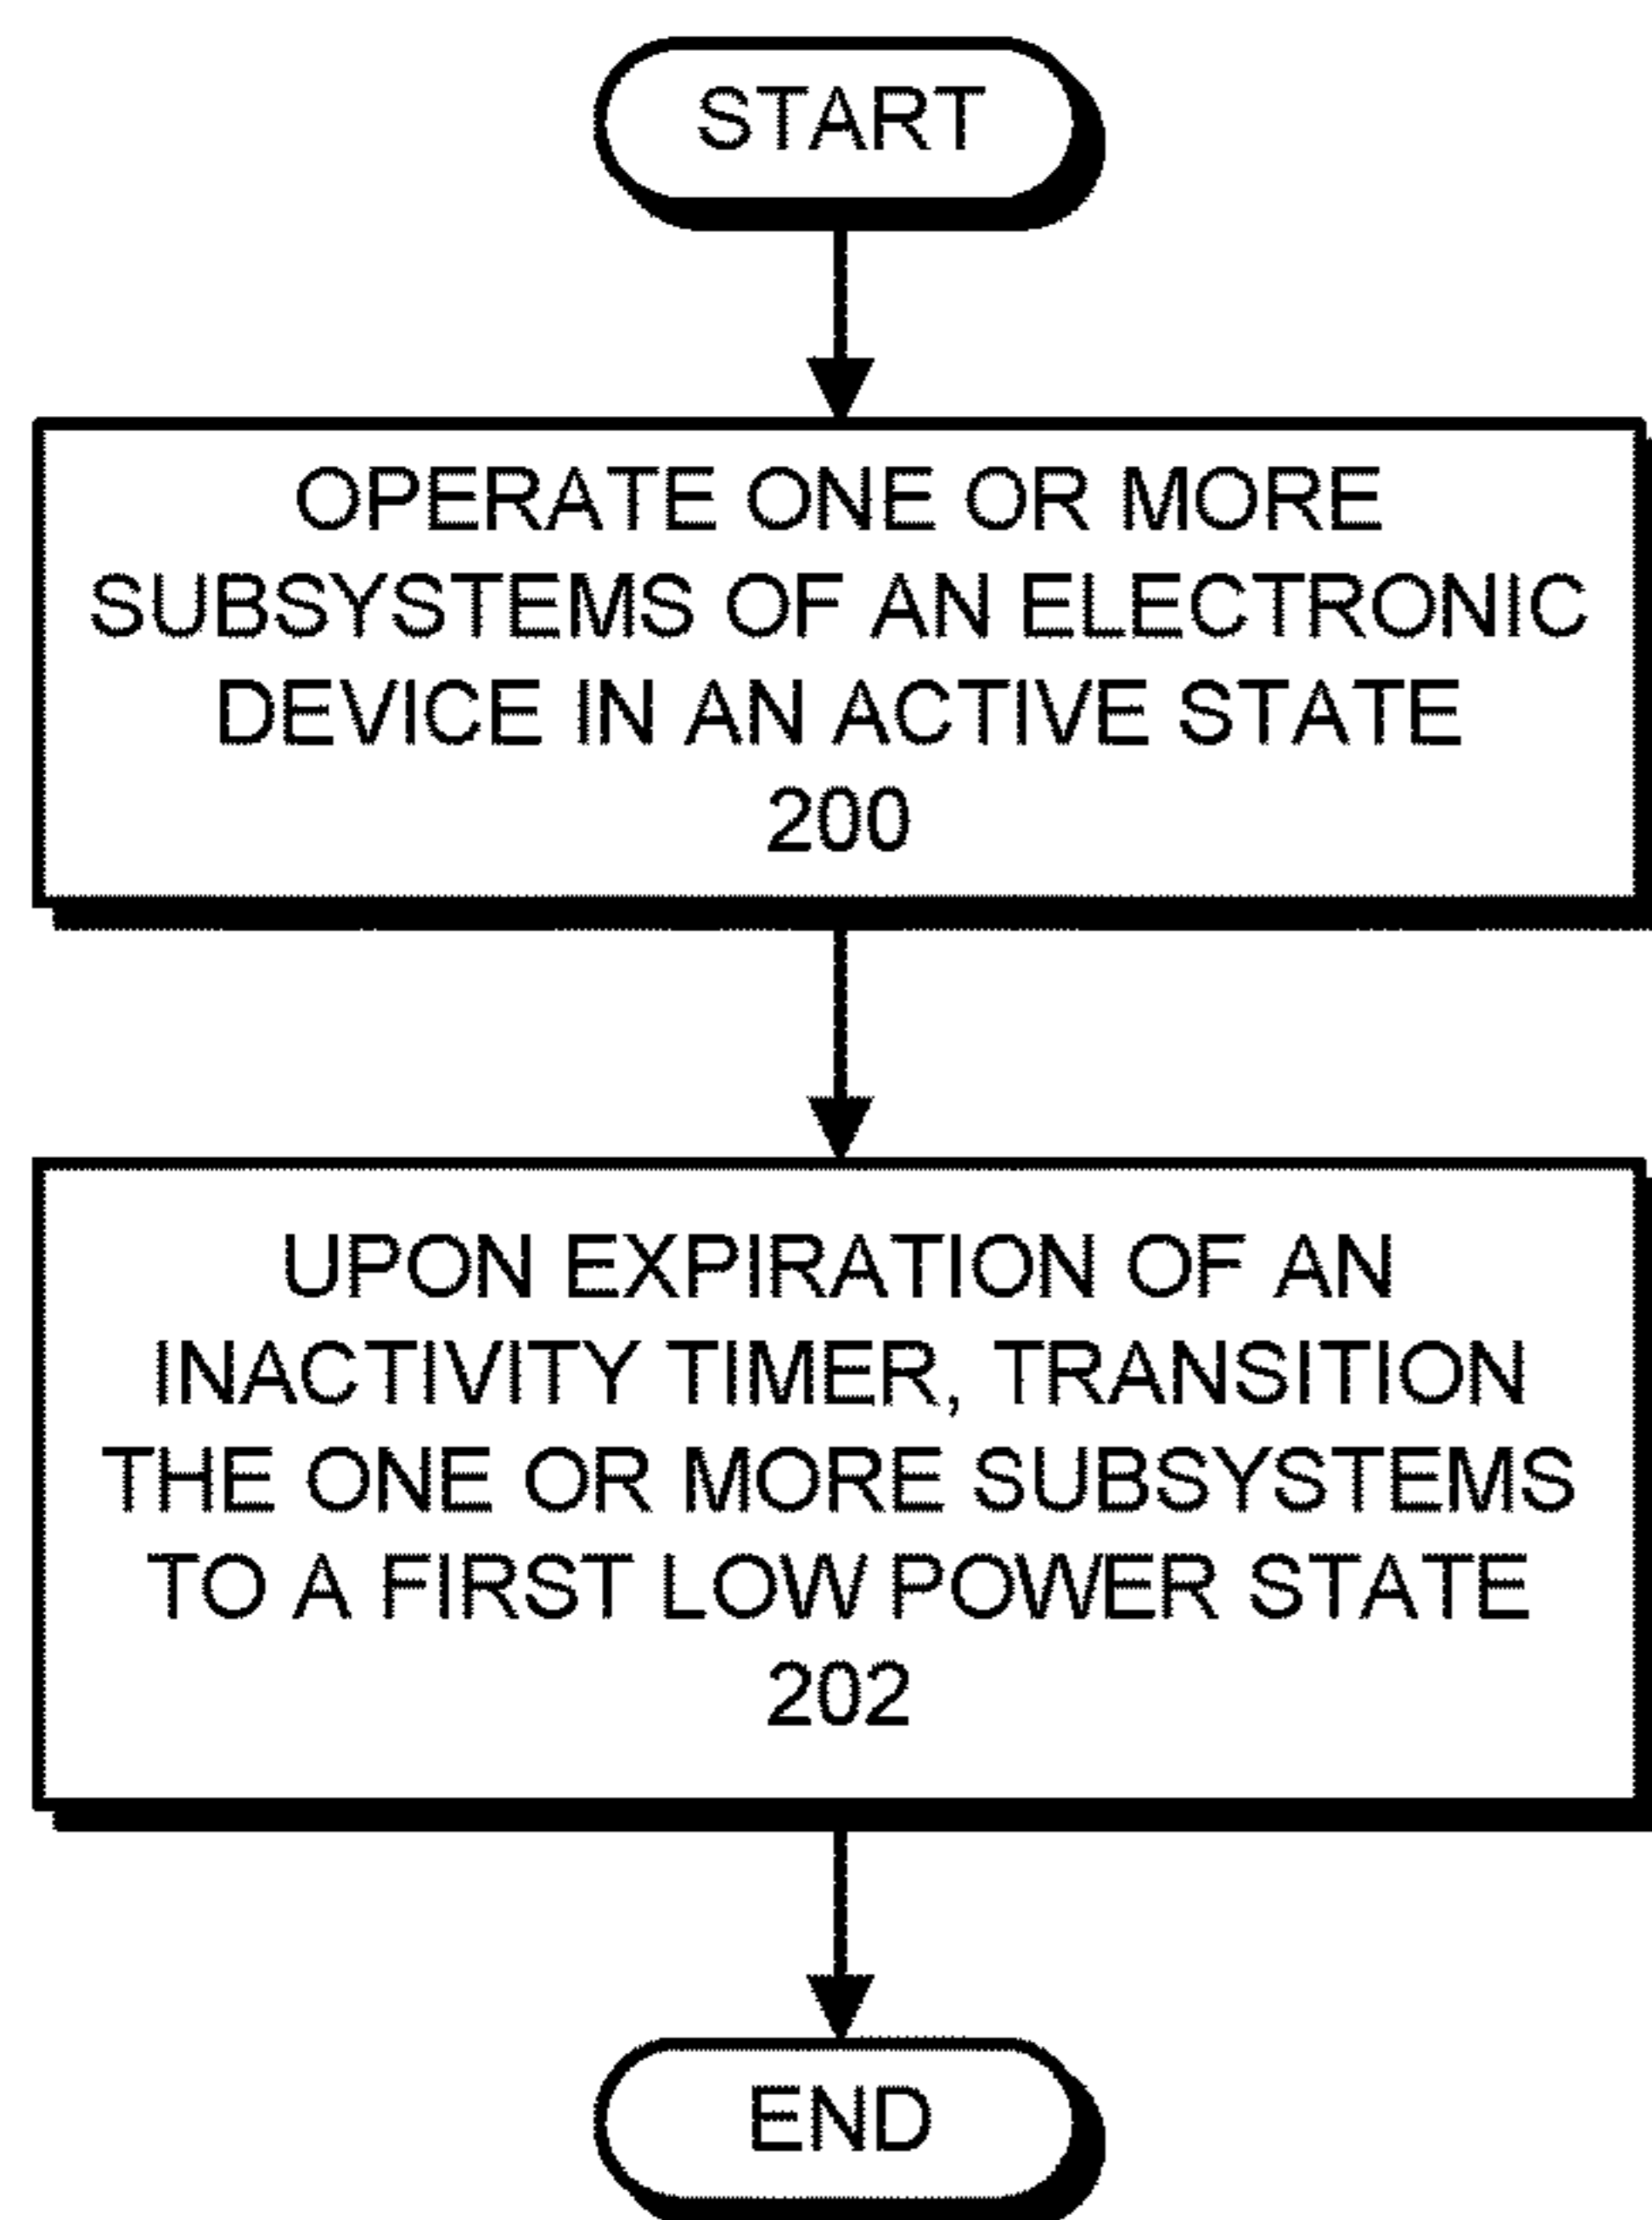 START
OPERATE ONE OR MORE
SUBSYSTEMS OF AN ELECTRONIC
DEVICE IN AN ACTIVE STATE
200
UPON EXPIRATION OF AN
INACTIVITY TIMER, TRANSITION
THE ONE OR MORE SUBSYSTEMS
TO A FIRST LOW POWER STATE
202
END